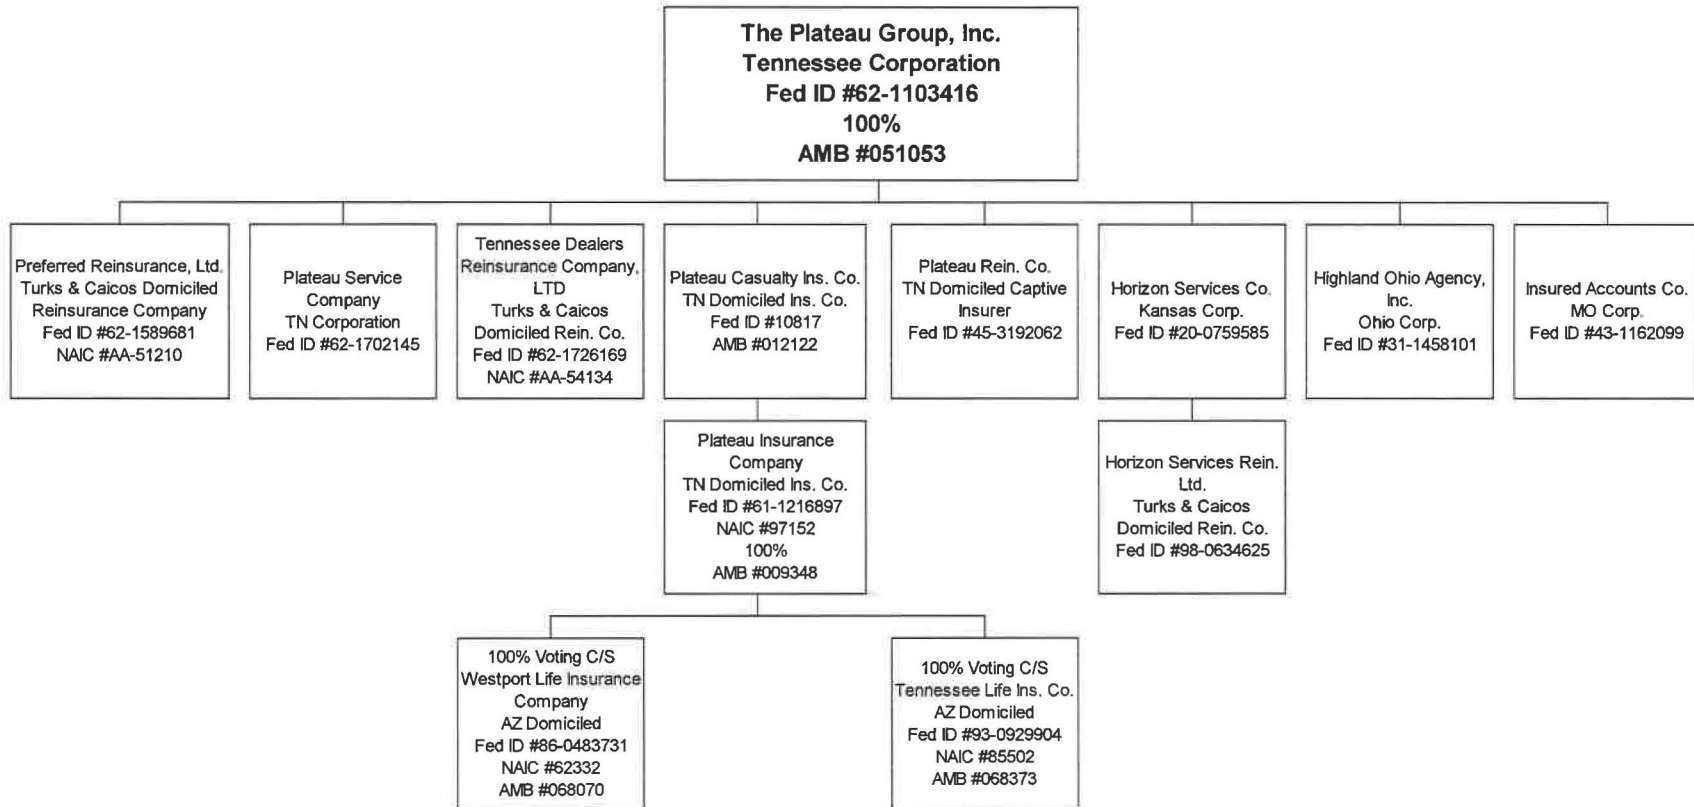 The Plateau Group, Inc.
Tennessee Corporation
Fed ID #62-1103416
100%
AMB #051053
Preferred Reinsurance, Ltd.
Turks & Caicos Domiciled
Reinsurance Company
Fed ID #62-1589681
NAIC #AA-51210
Plateau Service
Company
TN Corporation
Fed ID #62-1702145
Tennessee Dealers
Reinsurance Company,
LTD
Turks & Caicos
Domiciled Rein. Co.
Fed ID #62-1726169
NAIC #AA-54134
Plateau Casualty Ins. Co.
TN Domiciled Ins. Co.
Fed ID #10817
AMB #012122
Plateau Rein. Co.
TN Domiciled Captive
Insurer
Fed ID #45-3192062
Horizon Services Co.
Kansas Corp.
Fed ID #20-0759585
Highland Ohio Agency,
Inc.
Ohio Corp.
Fed ID #31-1458101
Insured Accounts Co.
MO Corp.
Fed ID #43-1162099
Plateau Insurance
Company
TN Domiciled Ins. Co.
Fed ID #61-1216897
NAIC #97152
100%
AMB #009348
Horizon Services Rein.
Ltd.
Turks & Caicos
Domiciled Rein. Co.
Fed ID #98-0634625
100% Voting C/S
Westport Life Insurance
Company
AZ Domiciled
Fed ID #86-0483731
NAIC #62332
AMB #068070
100% Voting C/S
Tennessee Life Ins. Co.
AZ Domiciled
Fed ID #93-0929904
NAIC #85502
AMB #068373